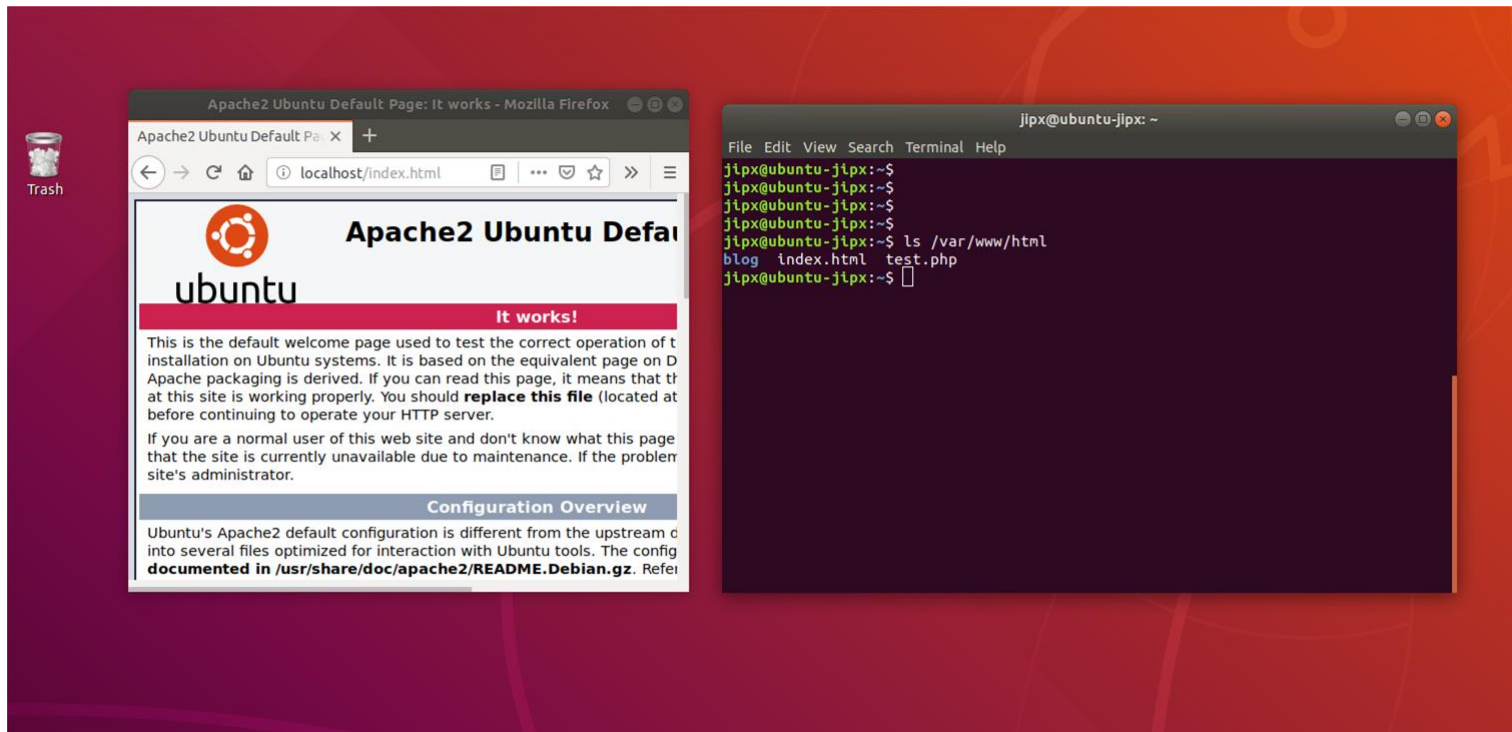 Trash
Apache2 Ubuntu Default Page: It works - Mozilla Firefox
Apache2 Ubuntu Default Pa
localhost/index.html
ubuntu
Apache2 Ubuntu Defau
It works!
This is the default welcome page used to test the correct operation of t
installation on Ubuntu systems. It is based on the equivalent page on D
Apache packaging is derived. If you can read this page, it means that th
at this site is working properly. You should replace this file (located at
before continuing to operate your HTTP server.
If you are a normal user of this web site and don't know what this page
that the site is currently unavailable due to maintenance. If the problem
site's administrator.
Configuration Overview
Ubuntu's Apache2 default configuration is different from the upstream d
into several files optimized for interaction with Ubuntu tools. The config
documented in /usr/share/doc/apache2/README.Debian.gz. Refer
jipx@ubuntu-jipx: ~
File Edit View Search Terminal Help
jipx@ubuntu-jipx:~$
jipx@ubuntu-jipx:~$
jipx@ubuntu-jipx:~$
jipx@ubuntu-jipx:~$
jipx@ubuntu-jipx:~$ ls /var/www/html
blog index.html test.php
jipx@ubuntu-jipx:~$